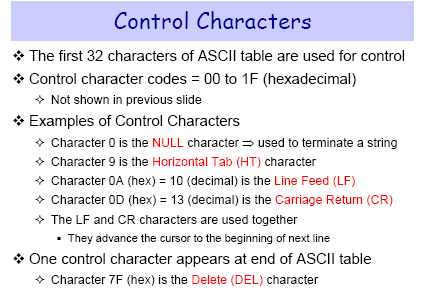 Control Characters
❖ The first 32 characters of ASCII table are used for control
❖ Control character codes = 00 to 1F (hexadecimal)
✧ Not shown in previous slide
❖ Examples of Control Characters
✧ Character 0 is the NULL character ⇒ used to terminate a string
✧ Character 9 is the Horizontal Tab (HT) character
✧ Character 0A (hex) = 10 (decimal) is the Line Feed (LF)
✧ Character 0D (hex) = 13 (decimal) is the Carriage Return (CR)
✧ The LF and CR characters are used together
▪ They advance the cursor to the beginning of next line
❖ One control character appears at end of ASCII table
✧ Character 7F (hex) is the Delete (DEL) character